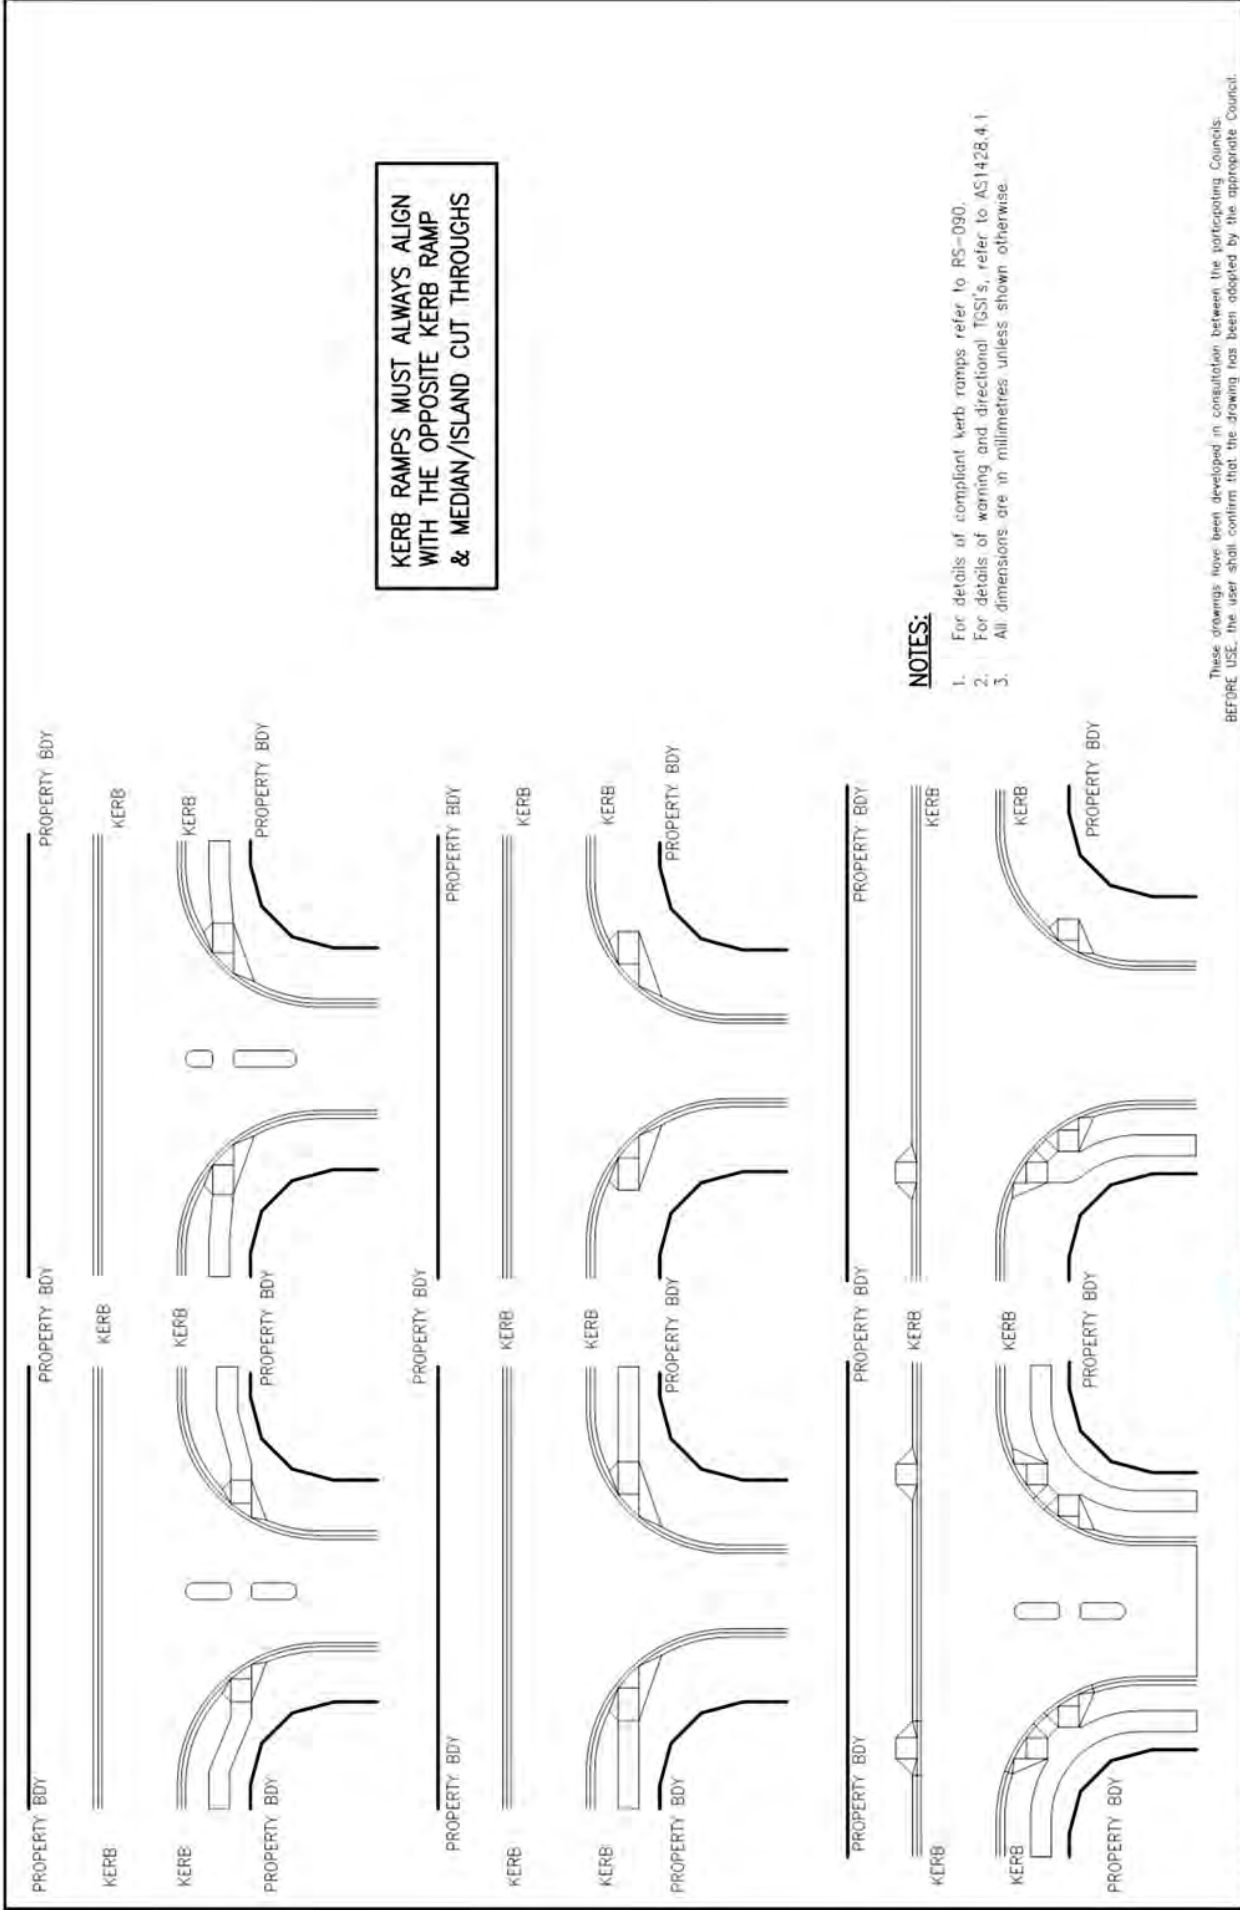 PROPERTY BDY
PROPERTY BDY
KERB
KERB
KERB
KERB
PROPERTY BDY
PROPERTY BDY
PROPERTY BDY
PROPERTY BDY
KERB
KERB
PROPERTY BDY
PROPERTY BDY
PROPERTY BDY
PROPERTY BDY
KERB
KERB
KERB
KERB
PROPERTY BDY
PROPERTY BDY
KERB
KERB
PROPERTY BDY
PROPERTY BDY
PROPERTY BDY
PROPERTY BDY
KERB
KERB
KERB
KERB
PROPERTY BDY
PROPERTY BDY
PROPERTY BDY
KERB
KERB
PROPERTY BDY
KERB RAMPS MUST ALWAYS ALIGN
WITH THE OPPOSITE KERB RAMP
& MEDIAN/ISLAND CUT THROUGHS
NOTES:
1. For details of compliant kerb ramps refer to RS-090.
2. For details of warning and directional TGSI's, refer to AS1428.4.1
3. All dimensions are in millimetres unless shown otherwise.
These drawings have been developed in consultation between the participating Councils.
BEFORE USE, the user shall confirm that the drawing has been adopted by the appropriate Council.